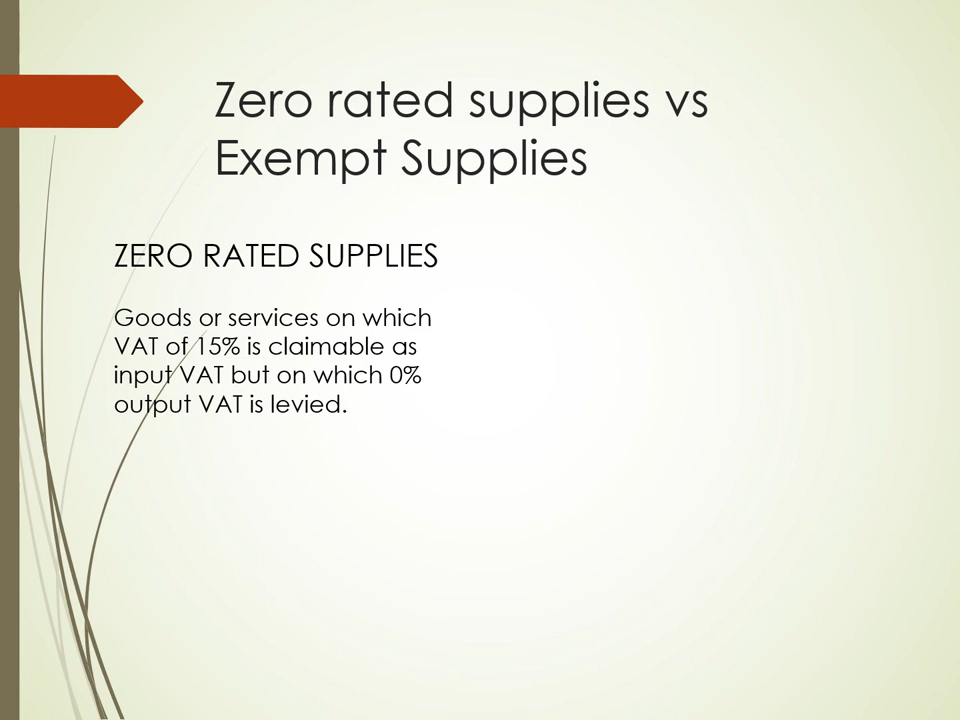 Zero rated supplies vs
Exempt Supplies
ZERO RATED SUPPLIES
Goods or services on which
VAT of 15% is claimable as
input VAT but on which 0%
output VAT is levied.